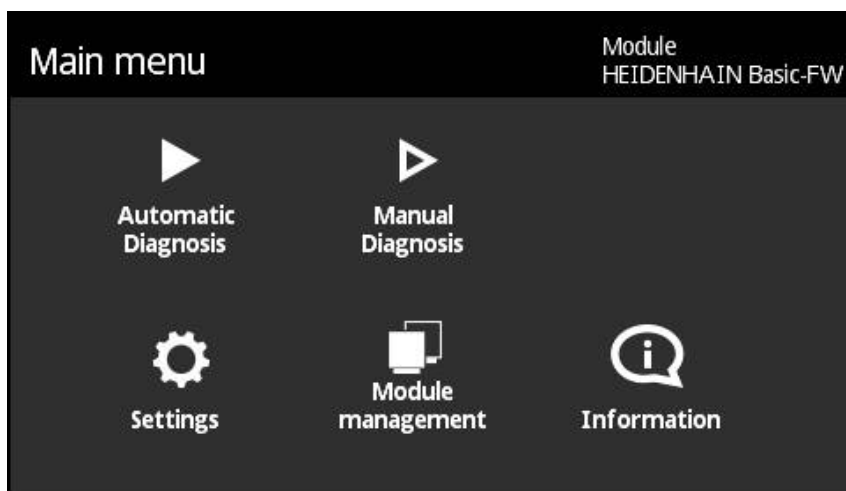 Main menu
Module
HEIDENHAIN Basic-FW
Automatic
Diagnosis
Manual
Diagnosis
Settings
Module
management
Information